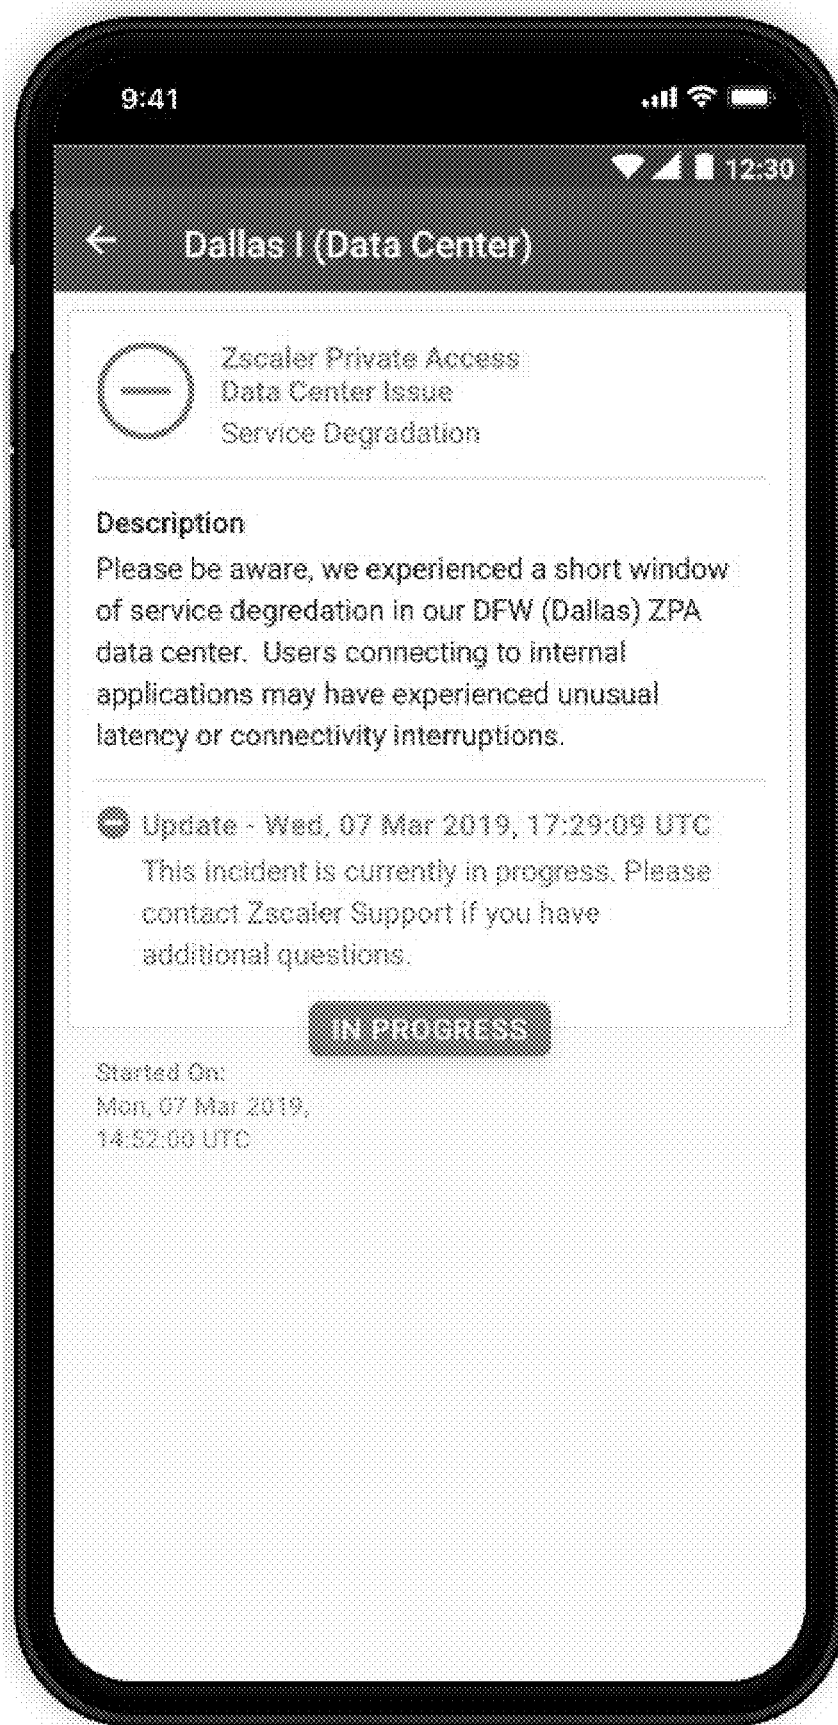 9:41
12:30
Dallas I (Data Center)
Zscaler Private Access
Data Center Issue
Service Degradation
Description
Please be aware, we experienced a short window
of service degredation in our DFW (Dallas) ZPA
data center. Users connecting to internal
applications may have experienced unusual
latency or connectivity interruptions.
Update - Wed, 07 Mar 2019, 17:29:09 UTC
This incident is currently in progress. Please
contact Zscaler Support if you have
additional questions.
IN PROGRESS
Started On:
Mon, 07 Mar 2019,
14:52:00 UTC